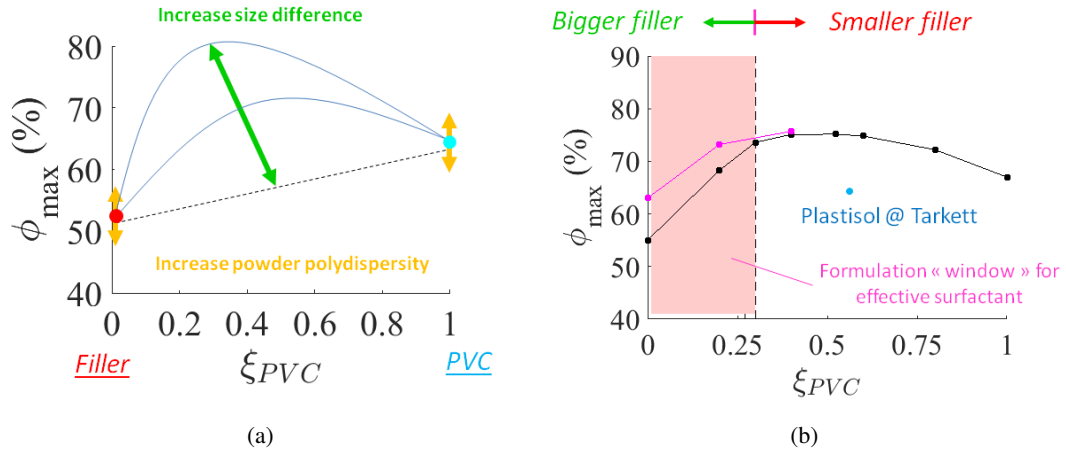 Increase size difference
80
70
60
50
40
ϕmax (%)
Increase powder polydispersity
0
0.2
0.4
0.6
0.8
1
Filler
ξPVC
PVC
(a)
Bigger filler
Smaller filler
90
80
70
60
50
40
ϕmax (%)
Plastisol @ Tarkett
Formulation « window » for
effective surfactant
0
0.25
0.5
0.75
1
ξPVC
(b)